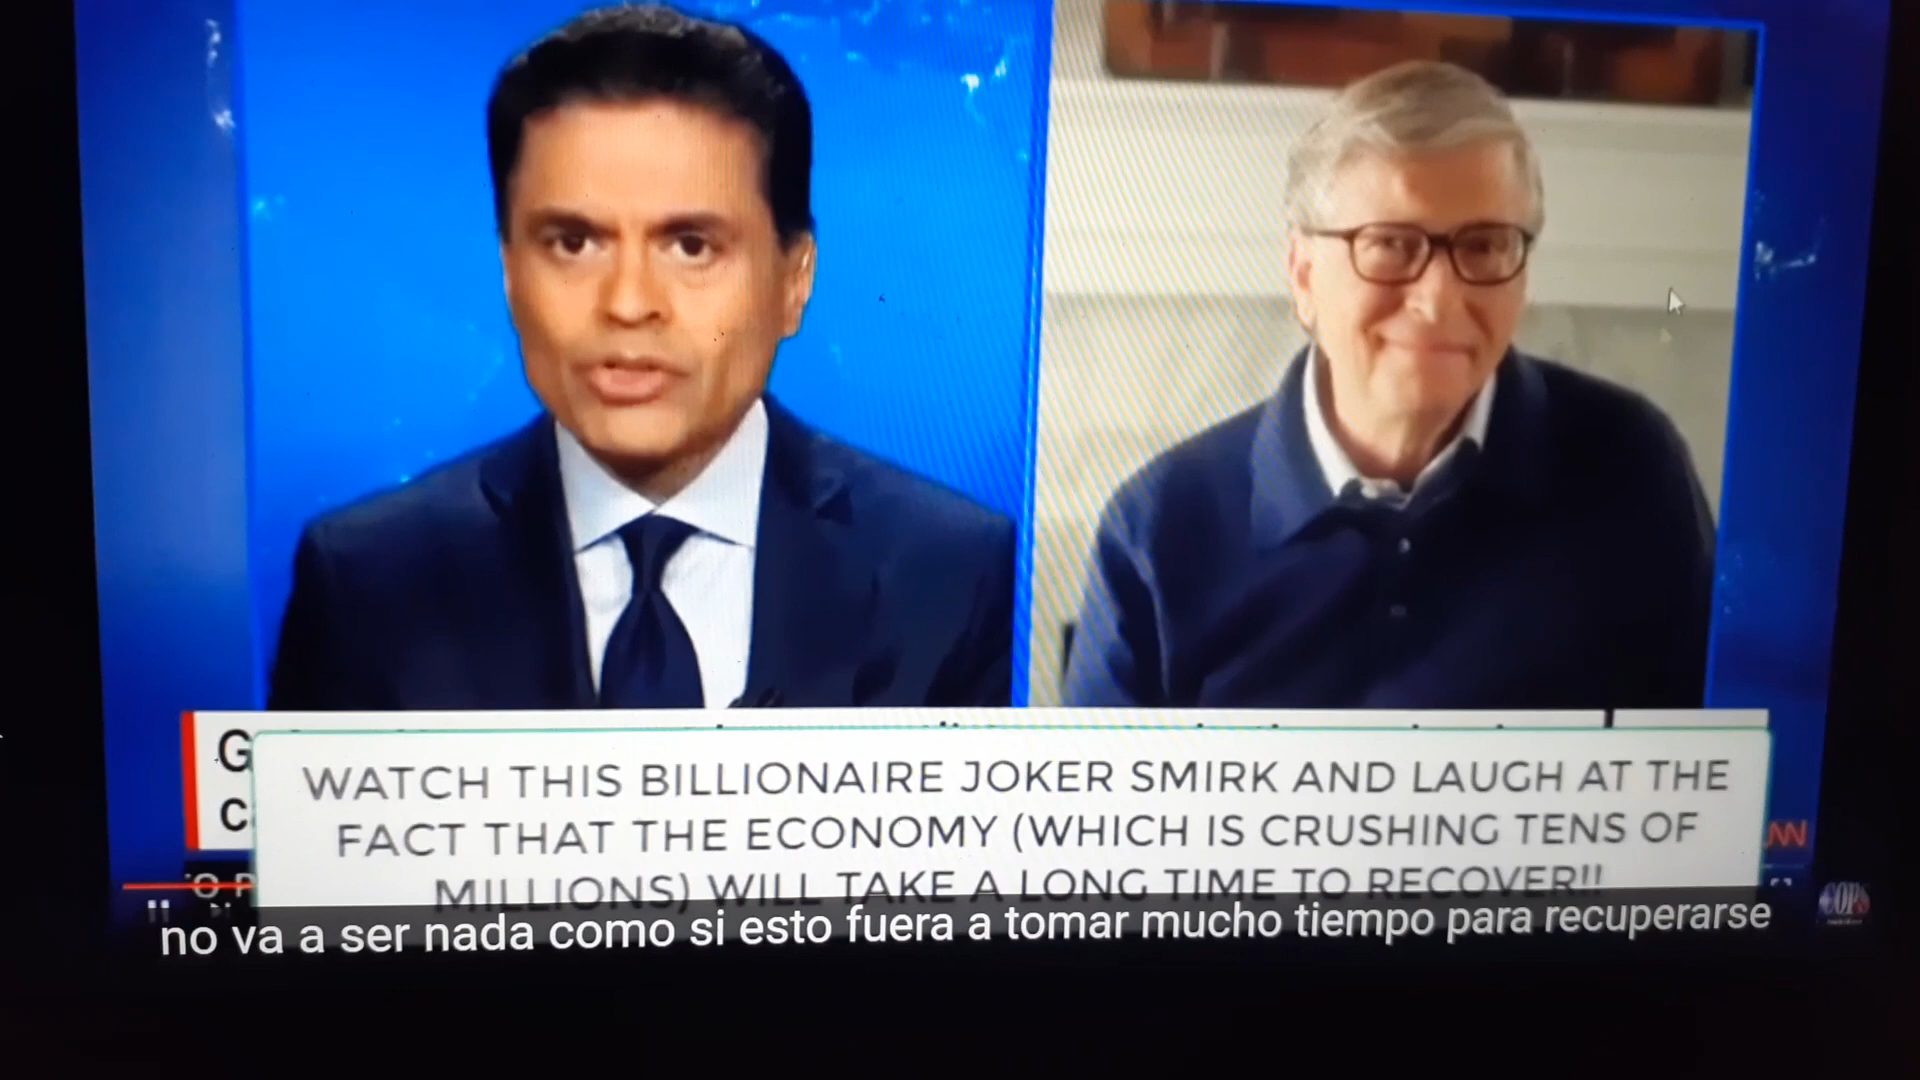 G
C
WATCH THIS BILLIONAIRE JOKER SMIRK AND LAUGH AT THE
FACT THAT THE ECONOMY (WHICH IS CRUSHING TENS OF
MILLIONS) WILL TAKE A LONG TIME TO RECOVER!!
no va a ser nada como si esto fuera a tomar mucho tiempo para recuperarse
COPS